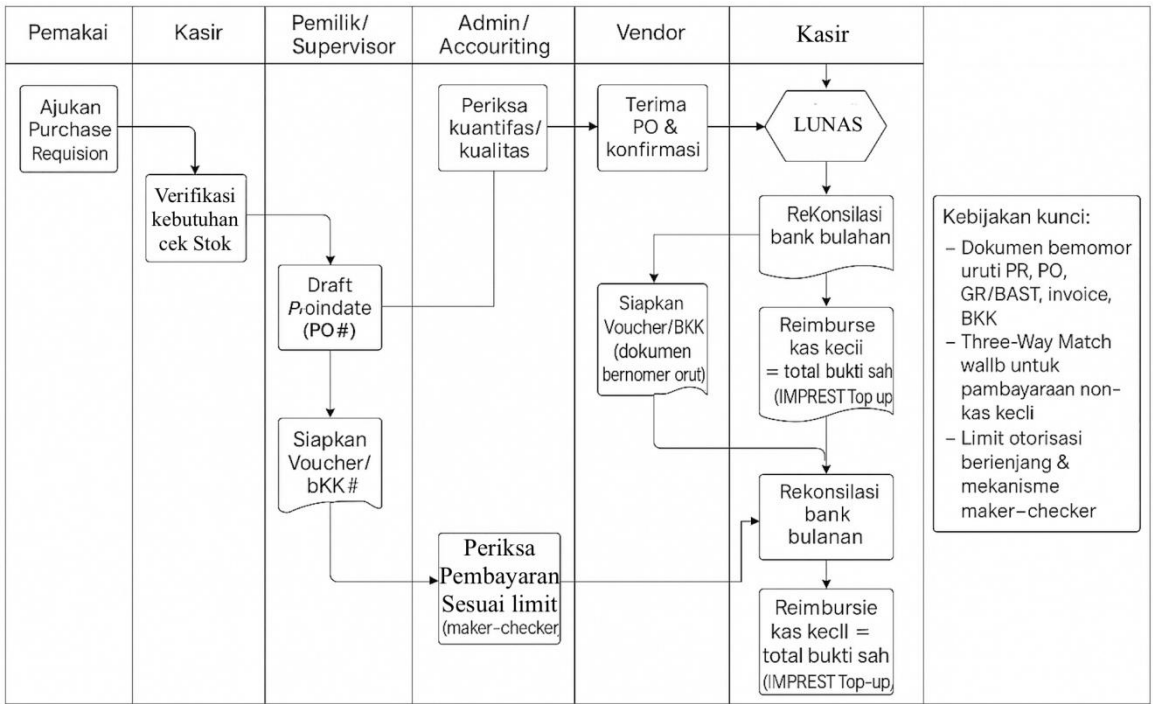 Pemakai
Kasir
Pemilik/
Supervisor
Admin/
Accouriting
Vendor
Kasir
Ajukan
Purchase
Requision
Verifikasi
kebutuhan
cek Stok
Draft
Proindate
(PO#)
Siapkan
Voucher/
bKK#
Periksa
kuantifas/
kualitas
Periksa
Pembayaran
Sesuai limit
(maker-checker)
Terima
PO &
konfirmasi
Siapkan
Voucher/BKK
(dokumen
bernomer orut)
LUNAS
ReKonsilasi
bank bulahan
Reimburse
kas kecii
= total bukti sah
(IMPREST Top up
Rekonsilasi
bank
bulanan
Reimbursie
kas kecll =
total bukti sah
(IMPREST Top-up,
Kebijakan kunci:
– Dokumen bemomor
uruti PR, PO,
GR/BAST, invoice,
BKK
– Three-Way Match
wallb untuk
pambayaraan non-
kas kecli
– Limit otorisasi
berienjang &
mekanisme
maker–checker